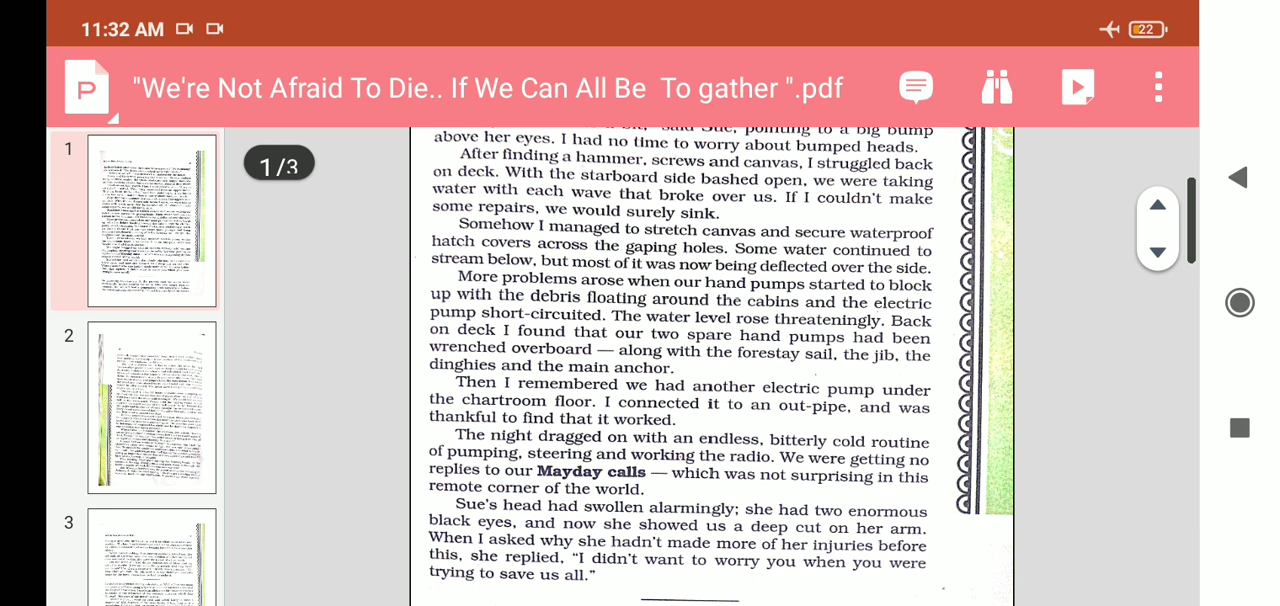 11:32 AM
22
P
"We're Not Afraid To Die.. If We Can All Be  To gather ".pdf
1
1/3
2
3
said Sue, pointing to a big bump
above her eyes. I had no time to worry about bumped heads.
After finding a hammer, screws and canvas, I struggled back
on deck. With the starboard side bashed open, we were taking
water with each wave that broke over us. If I couldn't make
some repairs, we would surely sink.
Somehow I managed to stretch canvas and secure waterproof
hatch covers across the gaping holes. Some water continued to
stream below, but most of it was now being deflected over the side.
More problems arose when our hand pumps started to block
up with the debris floating around the cabins and the electric
pump short-circuited. The water level rose threateningly. Back
on deck I found that our two spare hand pumps had been
wrenched overboard — along with the forestay sail, the jib, the
dinghies and the main anchor.
Then I remembered we had another electric pump under
the chartroom floor. I connected it to an out-pipe, and was
thankful to find that it worked.
The night dragged on with an endless, bitterly cold routine
of pumping, steering and working the radio. We were getting no
replies to our Mayday calls — which was not surprising in this
remote corner of the world.
Sue's head had swollen alarmingly; she had two enormous
black eyes, and now she showed us a deep cut on her arm.
When I asked why she hadn't made more of her injuries before
this, she replied, "I didn't want to worry you when you were
trying to save us all."